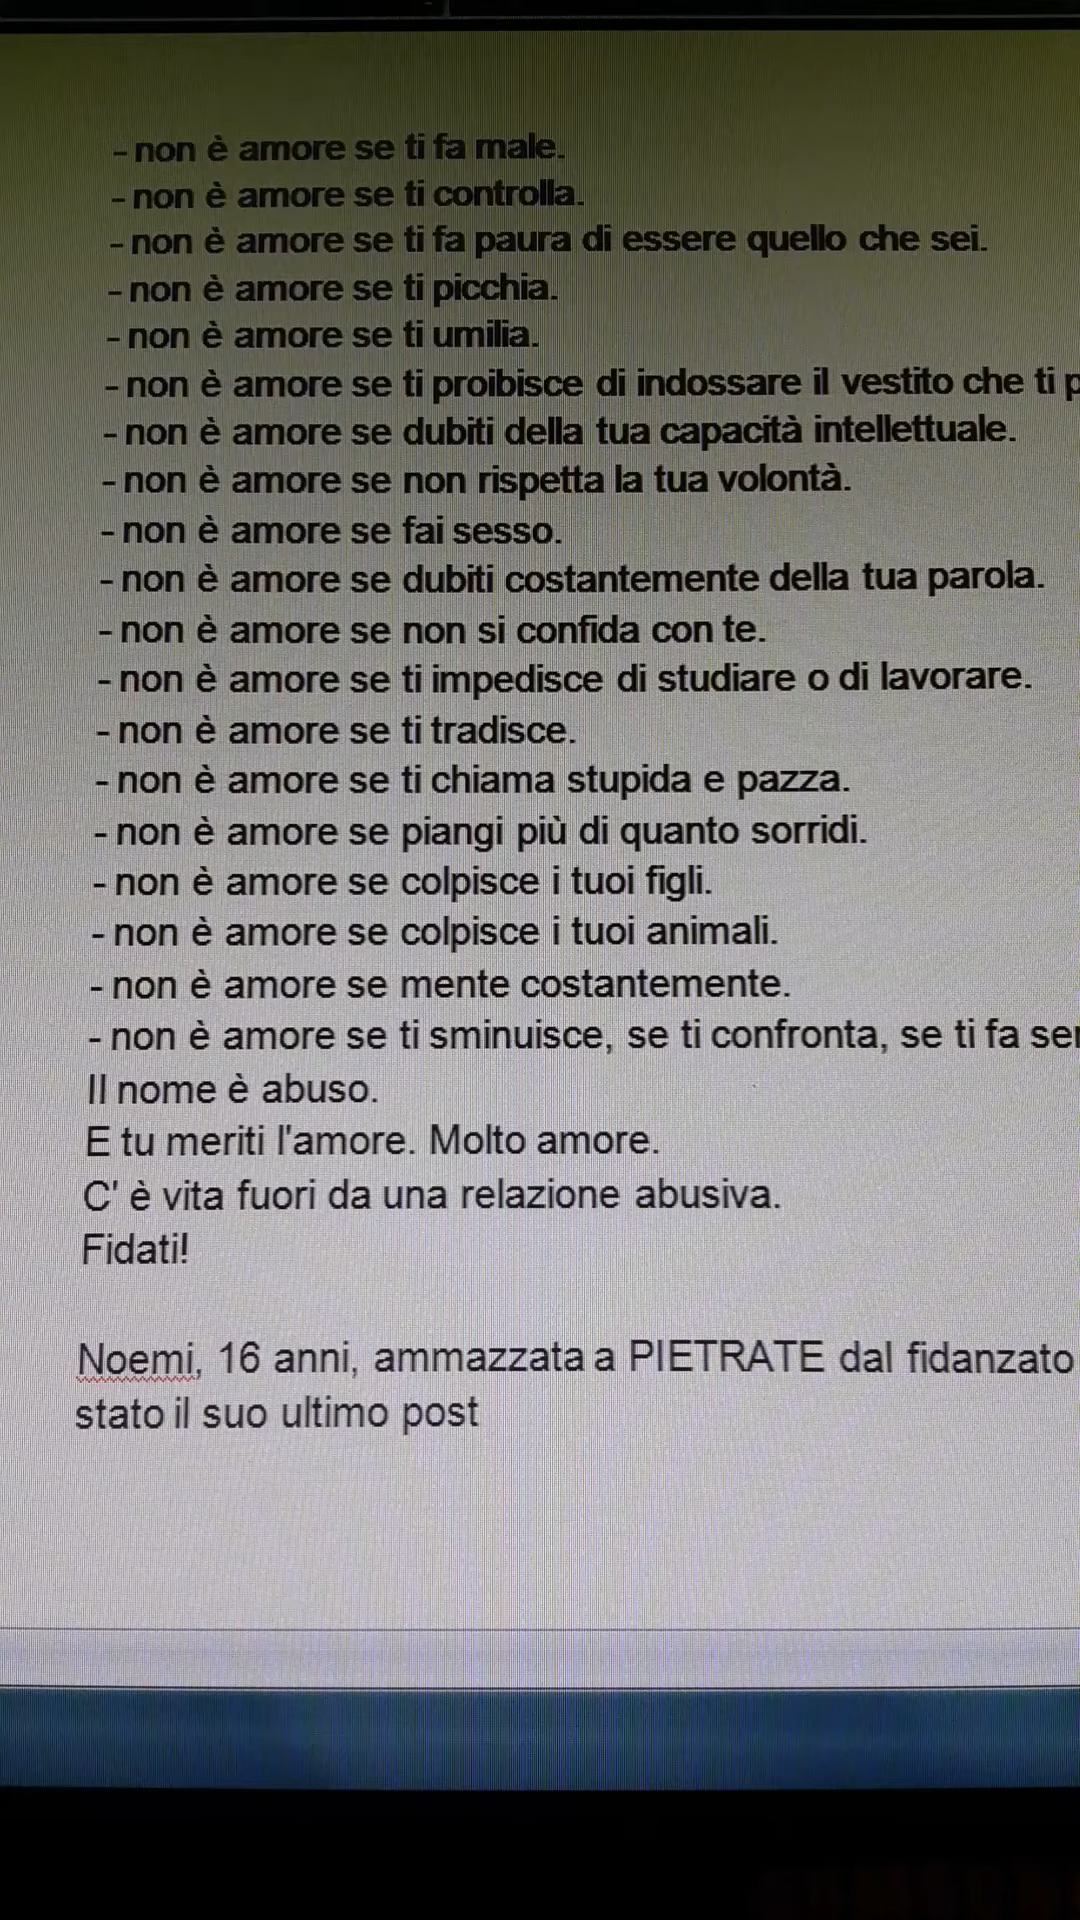 - non è amore se ti fa male.
- non è amore se ti controlla.
- non è amore se ti fa paura di essere quello che sei.
- non è amore se ti picchia.
- non è amore se ti umilia.
- non è amore se ti proibisce di indossare il vestito che ti
- non è amore se dubiti della tua capacità intellettuale.
- non è amore se non rispetta la tua volontà.
- non è amore se fai sesso.
- non è amore se dubiti costantemente della tua parola.
- non è amore se non si confida con te.
- non è amore se ti impedisce di studiare o di lavorare.
- non è amore se ti tradisce.
- non è amore se ti chiama stupida e pazza.
- non è amore se piangi più di quanto sorridi.
- non è amore se colpisce i tuoi figli.
- non è amore se colpisce i tuoi animali.
- non è amore se mente costantemente.
- non è amore se ti sminuisce, se ti confronta, se ti fa
Il nome è abuso.
E tu meriti l'amore. Molto amore.
C' è vita fuori da una relazione abusiva.
Fidati!
Noemi, 16 anni, ammazzata a PIETRATE dal fidanzato
stato il suo ultimo post